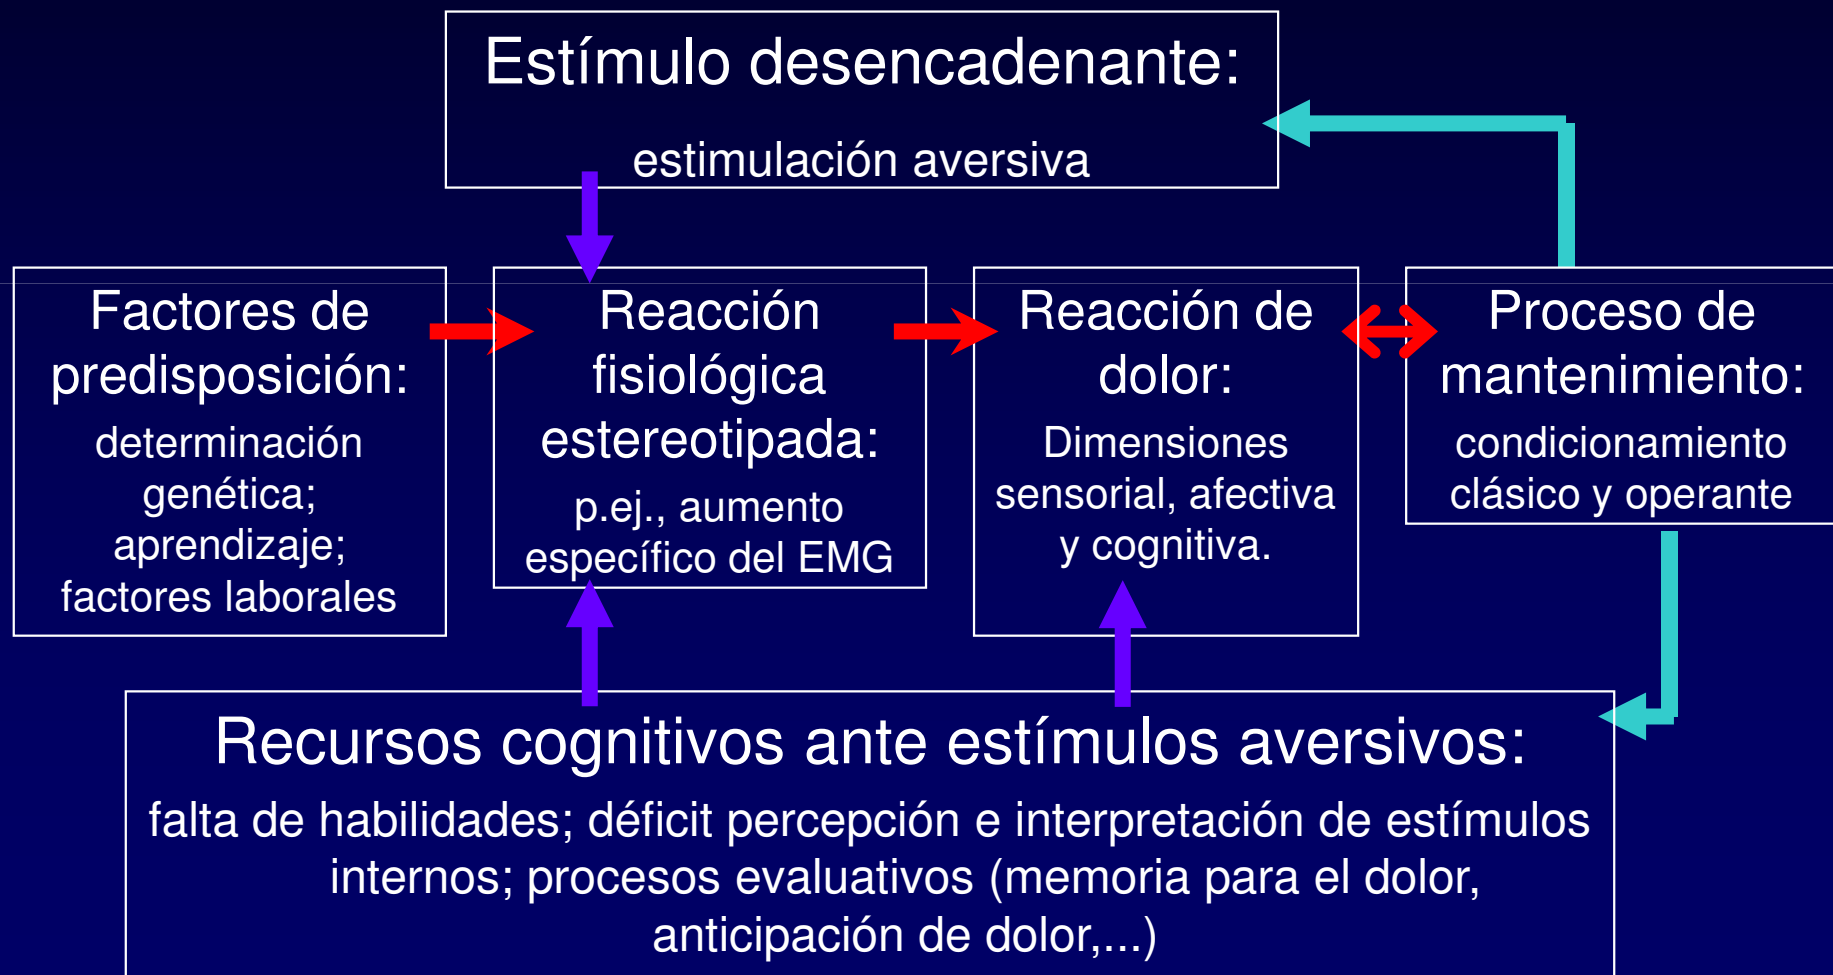 Estímulo desencadenante:
estimulación aversiva
Factores de
predisposición:
determinación
genética;
aprendizaje;
factores laborales
Reacción
fisiológica
estereotipada:
p.ej., aumento
específico del EMG
Reacción de
dolor:
Dimensiones
sensorial, afectiva
y cognitiva.
Proceso de
mantenimiento:
condicionamiento
clásico y operante
Recursos cognitivos ante estímulos aversivos:
falta de habilidades; déficit percepción e interpretación de estímulos
internos; procesos evaluativos (memoria para el dolor,
anticipación de dolor,...)